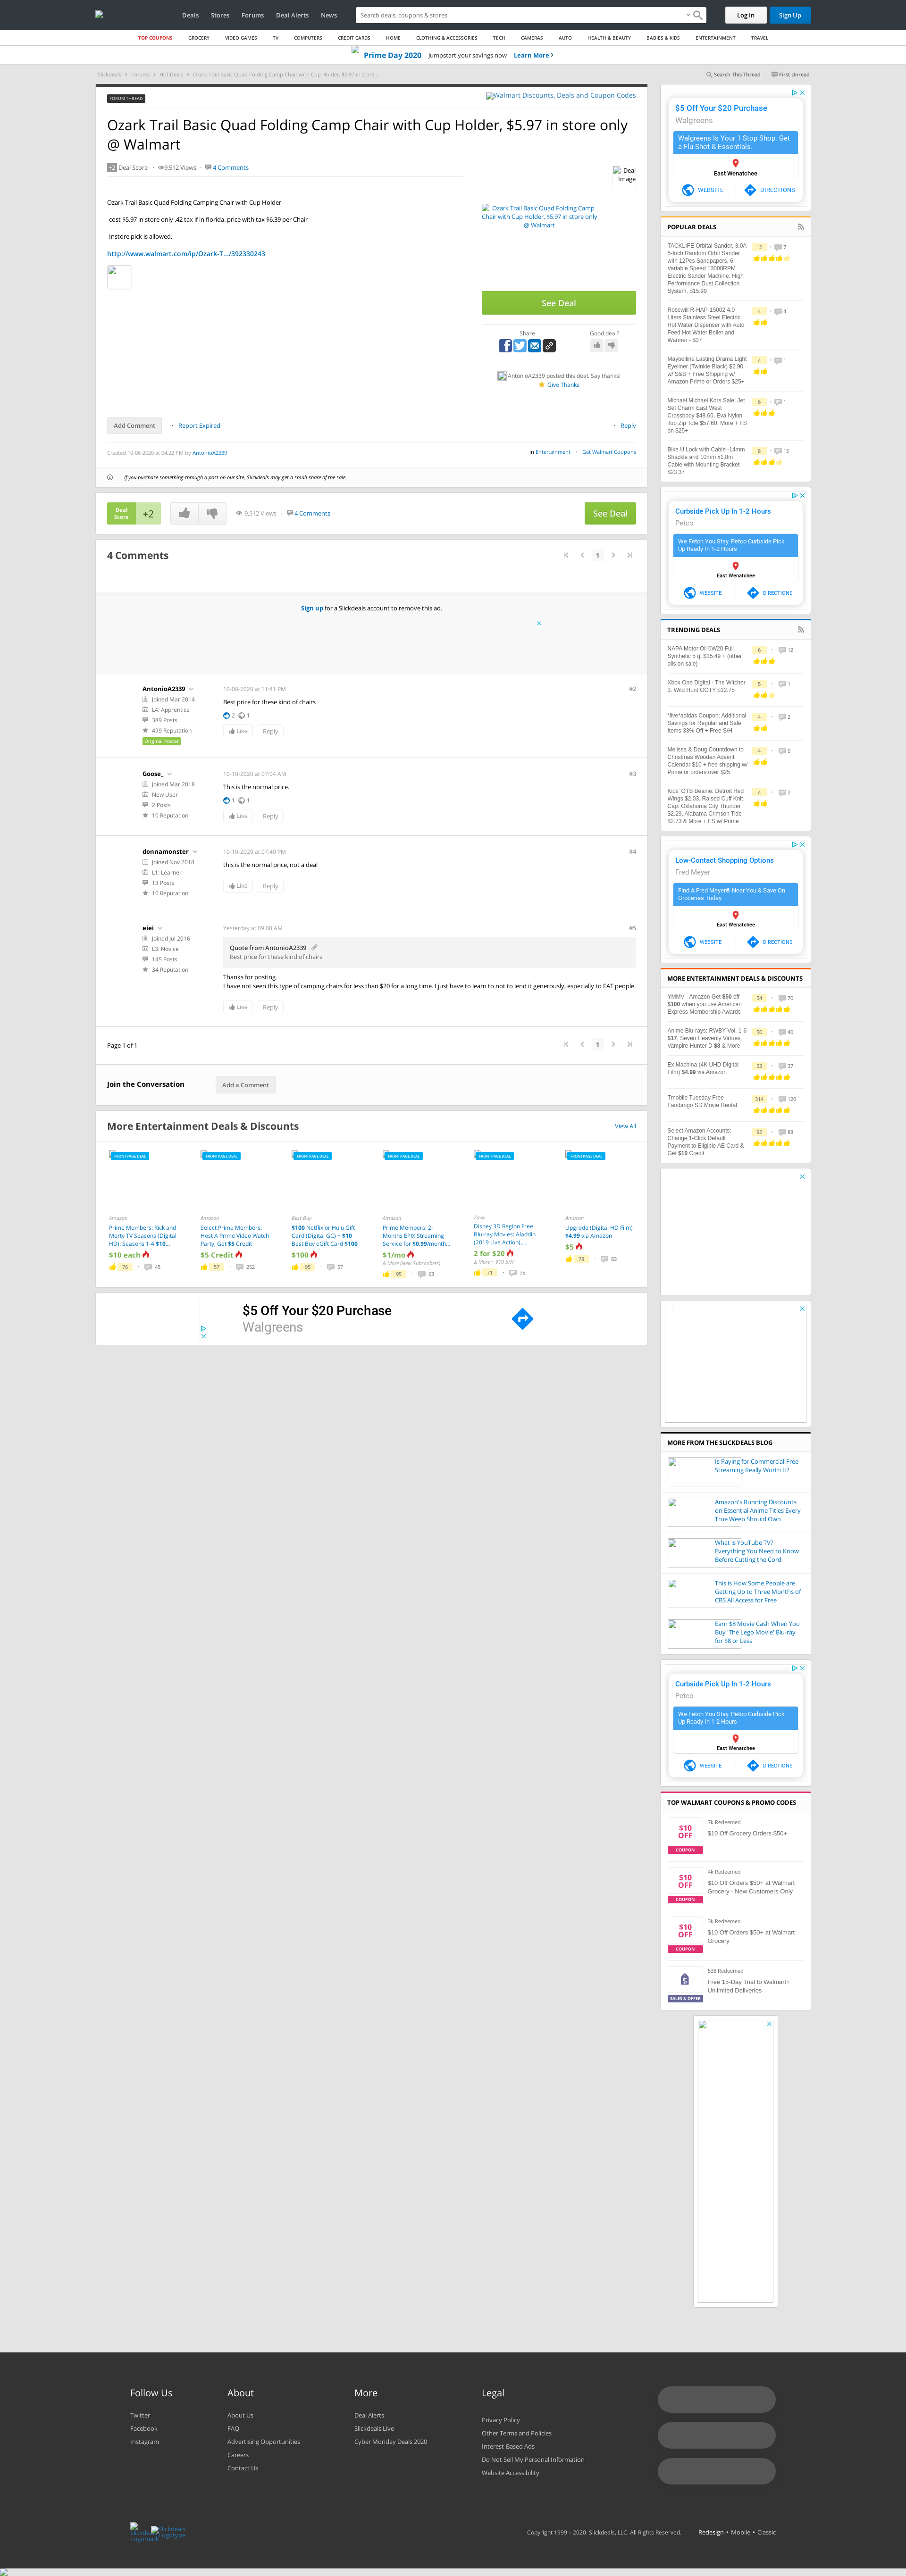 Deals Stores Forums Deal Alerts News
Search deals, coupons & stores
Log In
Sign Up
TOP COUPONS GROCERY VIDEO GAMES TV COMPUTERS CREDIT CARDS HOME CLOTHING & ACCESSORIES TECH CAMERAS AUTO HEALTH & BEAUTY BABIES & KIDS ENTERTAINMENT TRAVEL
Prime Day 2020 Jumpstart your savings now Learn More
Slickdeals Forums Hot Deals Ozark Trail Basic Quad Folding Camp Chair with Cup Holder, $5.97 in store...
Search This Thread First Unread
FORUM THREAD
Walmart Discounts, Deals and Coupon Codes
Ozark Trail Basic Quad Folding Camp Chair with Cup Holder, $5.97 in store only
@ Walmart
+2 Deal Score 9,512 Views 4 Comments
Deal
Image
Ozark Trail Basic Quad Folding Camping Chair with Cup Holder
-cost $5.97 in store only .42 tax if in florida. price with tax $6.39 per Chair
-Instore pick is allowed.
http://www.walmart.com/ip/Ozark-T.../392330243
Ozark Trail Basic Quad Folding Camp
Chair with Cup Holder, $5.97 in store only
@ Walmart
See Deal
Share
Good deal?
AntonioA2339 posted this deal. Say thanks!
Give Thanks
Add Comment
Report Expired
Reply
Created 10-08-2020 at 04:22 PM by AntonioA2339
in Entertainment Get Walmart Coupons
If you purchase something through a post on our site, Slickdeals may get a small share of the sale.
Deal
Score
+2
9,512 Views 4 Comments
See Deal
4 Comments
1
Sign up for a Slickdeals account to remove this ad.
AntonioA2339
Joined Mar 2014
L4: Apprentice
389 Posts
499 Reputation
Original Poster
10-08-2020 at 11:41 PM
#2
Best price for these kind of chairs
2 1
Like Reply
Goose_
Joined Mar 2018
New User
2 Posts
10 Reputation
10-10-2020 at 07:04 AM
#3
This is the normal price.
1 1
Like Reply
donnamonster
Joined Nov 2018
L1: Learner
13 Posts
10 Reputation
10-10-2020 at 07:40 PM
#4
this is the normal price, not a deal
Like Reply
eiei
Joined Jul 2016
L3: Novice
145 Posts
34 Reputation
Yesterday at 09:08 AM
#5
Quote from AntonioA2339
Best price for these kind of chairs
Thanks for posting.
I have not seen this type of camping chairs for less than $20 for a long time. I just have to learn to not to lend it generously, especially to FAT people.
Like Reply
Page 1 of 1
1
Join the Conversation
Add a Comment
More Entertainment Deals & Discounts
View All
FRONTPAGE DEAL
Amazon
Prime Members: Rick and
Morty TV Seasons (Digital
HD): Seasons 1-4 $10...
$10 each
76 45
FRONTPAGE DEAL
Amazon
Select Prime Members:
Host A Prime Video Watch
Party, Get $5 Credit
$5 Credit
57 252
FRONTPAGE DEAL
Best Buy
$100 Netflix or Hulu Gift
Card (Digital GC) + $10
Best Buy eGift Card $100
$100
95 57
FRONTPAGE DEAL
Amazon
Prime Members: 2-
Months EPIX Streaming
Service for $0.99/month...
$1/mo
& More (New Subscribers)
95 63
FRONTPAGE DEAL
Zavvi
Disney 3D Region Free
Blu-ray Movies: Aladdin
(2019 Live Action),...
2 for $20
& More + $10 S/H
71 75
FRONTPAGE DEAL
Amazon
Upgrade (Digital HD Film)
$4.99 via Amazon
$5
78 83
$5 Off Your $20 Purchase
Walgreens
$5 Off Your $20 Purchase
Walgreens
Walgreens Is Your 1 Stop Shop. Get
a Flu Shot & Essentials.
East Wenatchee
WEBSITE DIRECTIONS
POPULAR DEALS
TACKLIFE Orbital Sander, 3.0A
5-Inch Random Orbit Sander
with 12Pcs Sandpapers, 6
Variable Speed 13000RPM
Electric Sander Machine, High
Performance Dust Collection
System, $15.99
12 7
Rosewill R-HAP-15002 4.0
Liters Stainless Steel Electric
Hot Water Dispenser with Auto
Feed Hot Water Boiler and
Warmer - $37
4 4
Maybelline Lasting Drama Light
Eyeliner (Twinkle Black) $2.90
w/ S&S + Free Shipping w/
Amazon Prime or Orders $25+
4 1
Michael Michael Kors Sale: Jet
Set Charm East West
Crossbody $48.60, Eva Nylon
Top Zip Tote $57.60, More + FS
on $25+
6 1
Bike U Lock with Cable -14mm
Shackle and 10mm x1.8m
Cable with Mounting Bracket
$23.37
8 15
Curbside Pick Up In 1-2 Hours
Petco
We Fetch You Stay. Petco Curbside Pick
Up Ready In 1-2 Hours
East Wenatchee
WEBSITE DIRECTIONS
TRENDING DEALS
NAPA Motor Oil 0W20 Full
Synthetic 5 qt $15.49 + (other
oils on sale)
6 12
Xbox One Digital - The Witcher
3: Wild Hunt GOTY $12.75
5 1
*live*adidas Coupon: Additional
Savings for Regular and Sale
Items 33% Off + Free S/H
4 2
Melissa & Doug Countdown to
Christmas Wooden Advent
Calendar $10 + free shipping w/
Prime or orders over $25
4 0
Kids' OTS Beanie: Detroit Red
Wings $2.03, Raised Cuff Knit
Cap: Oklahoma City Thunder
$2.29, Alabama Crimson Tide
$2.73 & More + FS w/ Prime
4 2
Low-Contact Shopping Options
Fred Meyer
Find A Fred Meyer® Near You & Save On
Groceries Today.
East Wenatchee
WEBSITE DIRECTIONS
MORE ENTERTAINMENT DEALS & DISCOUNTS
YMMV - Amazon Get $50 off
$100 when you use American
Express Membership Awards
54 70
Anime Blu-rays: RWBY Vol. 1-6
$17, Seven Heavenly Virtues,
Vampire Hunter D $8 & More
50 40
Ex Machina (4K UHD Digital
Film) $4.99 via Amazon
53 37
Tmobile Tuesday Free
Fandango SD Movie Rental
314 120
Select Amazon Accounts:
Change 1-Click Default
Payment to Eligible AE Card &
Get $10 Credit
92 88
MORE FROM THE SLICKDEALS BLOG
Is Paying for Commercial-Free
Streaming Really Worth It?
Amazon's Running Discounts
on Essential Anime Titles Every
True Weeb Should Own
What is YouTube TV?
Everything You Need to Know
Before Cutting the Cord
This is How Some People are
Getting Up to Three Months of
CBS All Access for Free
Earn $8 Movie Cash When You
Buy 'The Lego Movie' Blu-ray
for $8 or Less
Curbside Pick Up In 1-2 Hours
Petco
We Fetch You Stay. Petco Curbside Pick
Up Ready In 1-2 Hours
East Wenatchee
WEBSITE DIRECTIONS
TOP WALMART COUPONS & PROMO CODES
$10
OFF
COUPON
7k Redeemed
$10 Off Grocery Orders $50+
$10
OFF
COUPON
4k Redeemed
$10 Off Orders $50+ at Walmart
Grocery - New Customers Only
$10
OFF
COUPON
3k Redeemed
$10 Off Orders $50+ at Walmart
Grocery
SALES & OFFER
538 Redeemed
Free 15-Day Trial to Walmart+
Unlimited Deliveries
Follow Us
Twitter
Facebook
Instagram
About
About Us
FAQ
Advertising Opportunities
Careers
Contact Us
More
Deal Alerts
Slickdeals Live
Cyber Monday Deals 2020
Legal
Privacy Policy
Other Terms and Policies
Interest-Based Ads
Do Not Sell My Personal Information
Website Accessibility
Slickdeals
Logomark
Slickdeals
Logotype
Copyright 1999 – 2020. Slickdeals, LLC. All Rights Reserved.
Redesign • Mobile • Classic